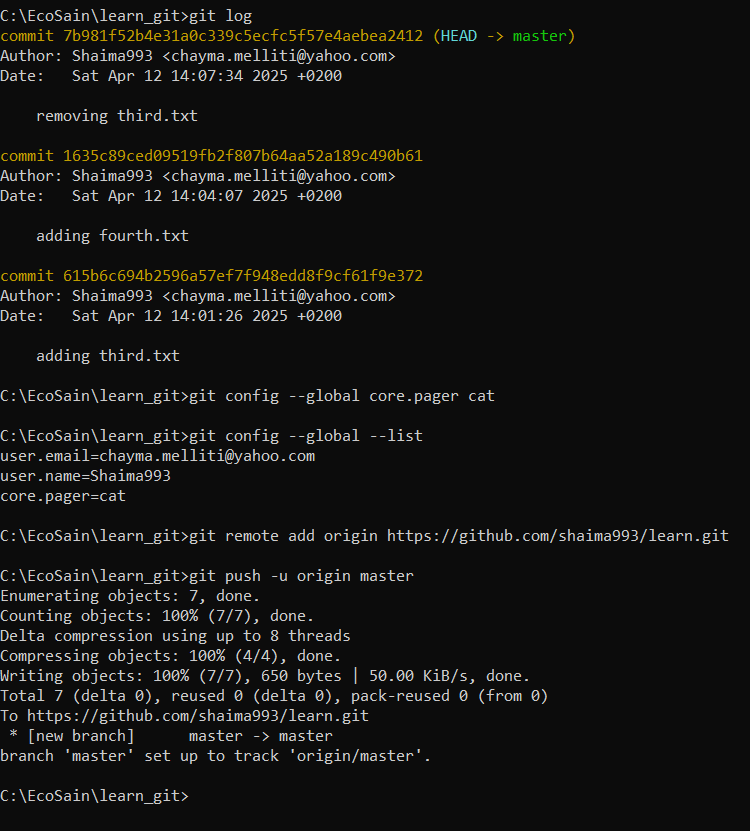 C:\EcoSain\learn_git>git log
commit 7b981f52b4e31a0c339c5ecfc5f57e4aebea2412 (HEAD -> master)
Author: Shaima993 <chayma.melliti@yahoo.com>
Date:   Sat Apr 12 14:07:34 2025 +0200
    removing third.txt
commit 1635c89ced09519fb2f807b64aa52a189c490b61
Author: Shaima993 <chayma.melliti@yahoo.com>
Date:   Sat Apr 12 14:04:07 2025 +0200
    adding fourth.txt
commit 615b6c694b2596a57ef7f948edd8f9cf61f9e372
Author: Shaima993 <chayma.melliti@yahoo.com>
Date:   Sat Apr 12 14:01:26 2025 +0200
    adding third.txt
C:\EcoSain\learn_git>git config --global core.pager cat
C:\EcoSain\learn_git>git config --global --list
user.email=chayma.melliti@yahoo.com
user.name=Shaima993
core.pager=cat
C:\EcoSain\learn_git>git remote add origin https://github.com/shaima993/learn.git
C:\EcoSain\learn_git>git push -u origin master
Enumerating objects: 7, done.
Counting objects: 100% (7/7), done.
Delta compression using up to 8 threads
Compressing objects: 100% (4/4), done.
Writing objects: 100% (7/7), 650 bytes | 50.00 KiB/s, done.
Total 7 (delta 0), reused 0 (delta 0), pack-reused 0 (from 0)
To https://github.com/shaima993/learn.git
 * [new branch]      master -> master
branch 'master' set up to track 'origin/master'.
C:\EcoSain\learn_git>